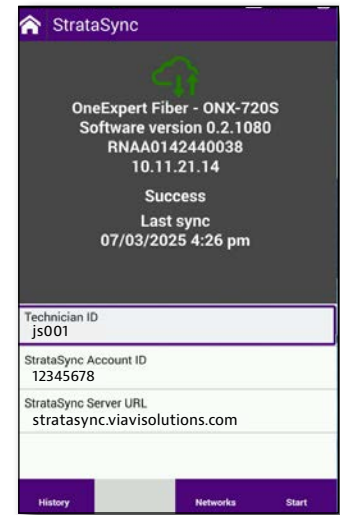 StrataSync
OneExpert Fiber - ONX-720S
Software version 0.2.1080
RNAA0142440038
10.11.21.14
Success
Last sync
07/03/2025 4:26 pm
Technician ID
js001
StrataSync Account ID
12345678
StrataSync Server URL
stratasync.viavisolutions.com
History
Networks
Start